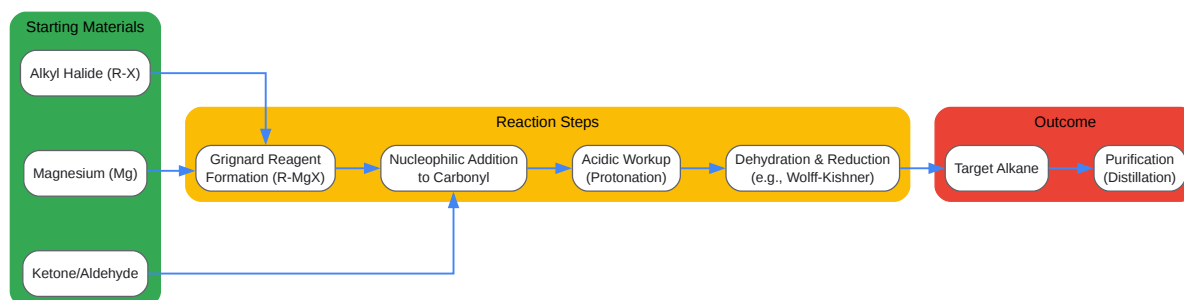 Starting Materials
Alkyl Halide (R-X)
Magnesium (Mg)
Ketone/Aldehyde
Reaction Steps
Grignard Reagent
Formation (R-MgX)
Nucleophilic Addition
to Carbonyl
Acidic Workup
(Protonation)
Dehydration & Reduction
(e.g., Wolff-Kishner)
Outcome
Target Alkane
Purification
(Distillation)